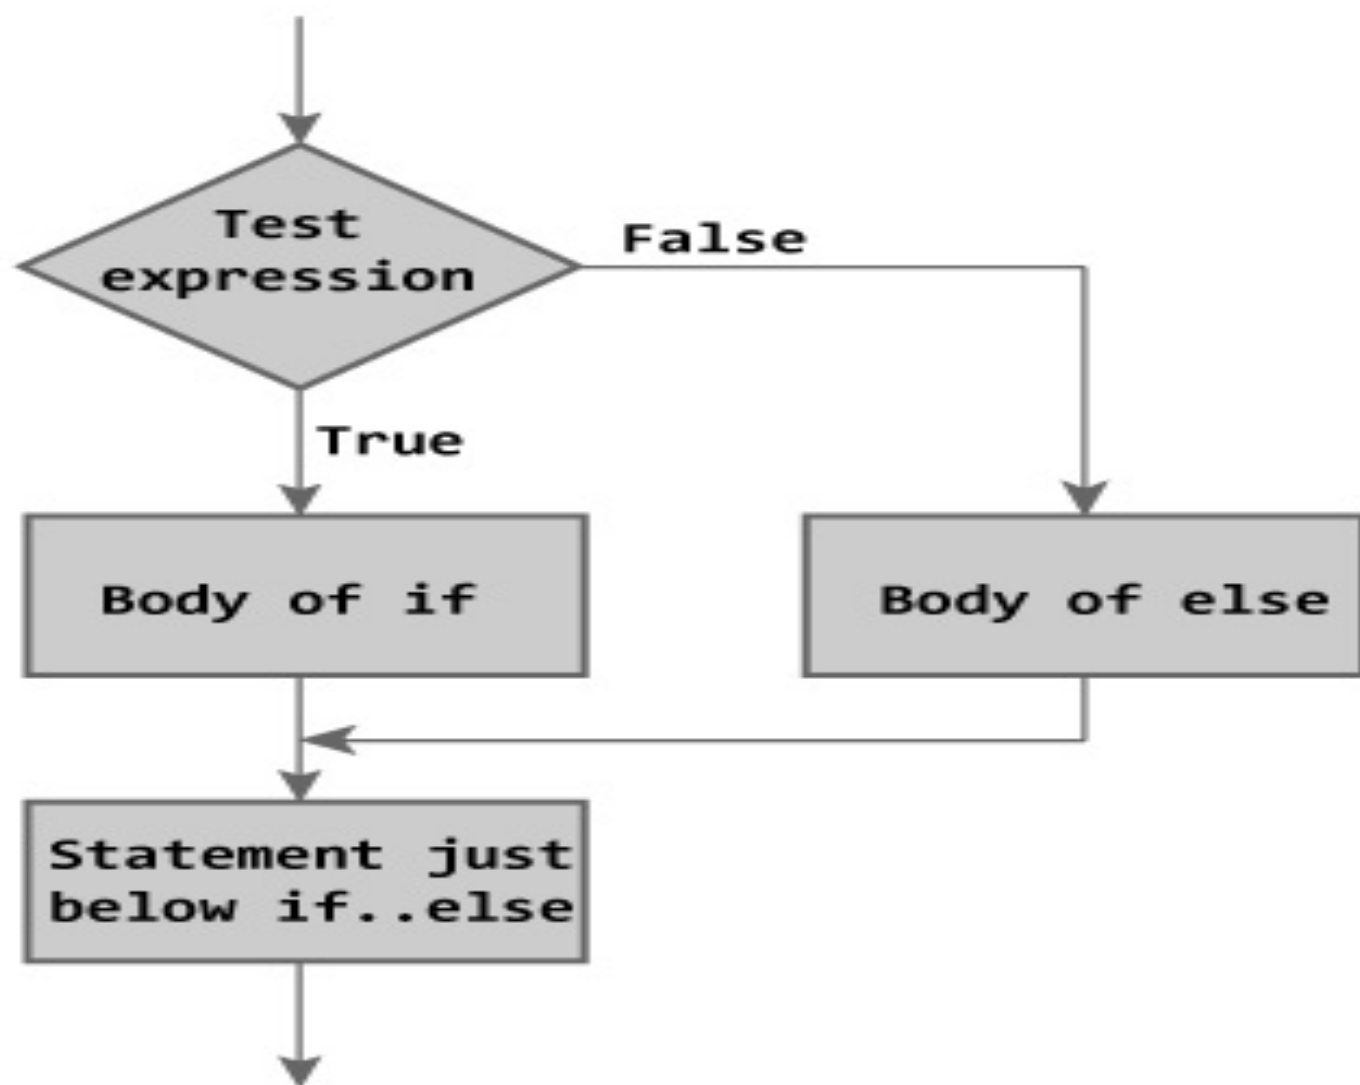 Test
expression
False
True
Body of if
Body of else
Statement just
below if..else